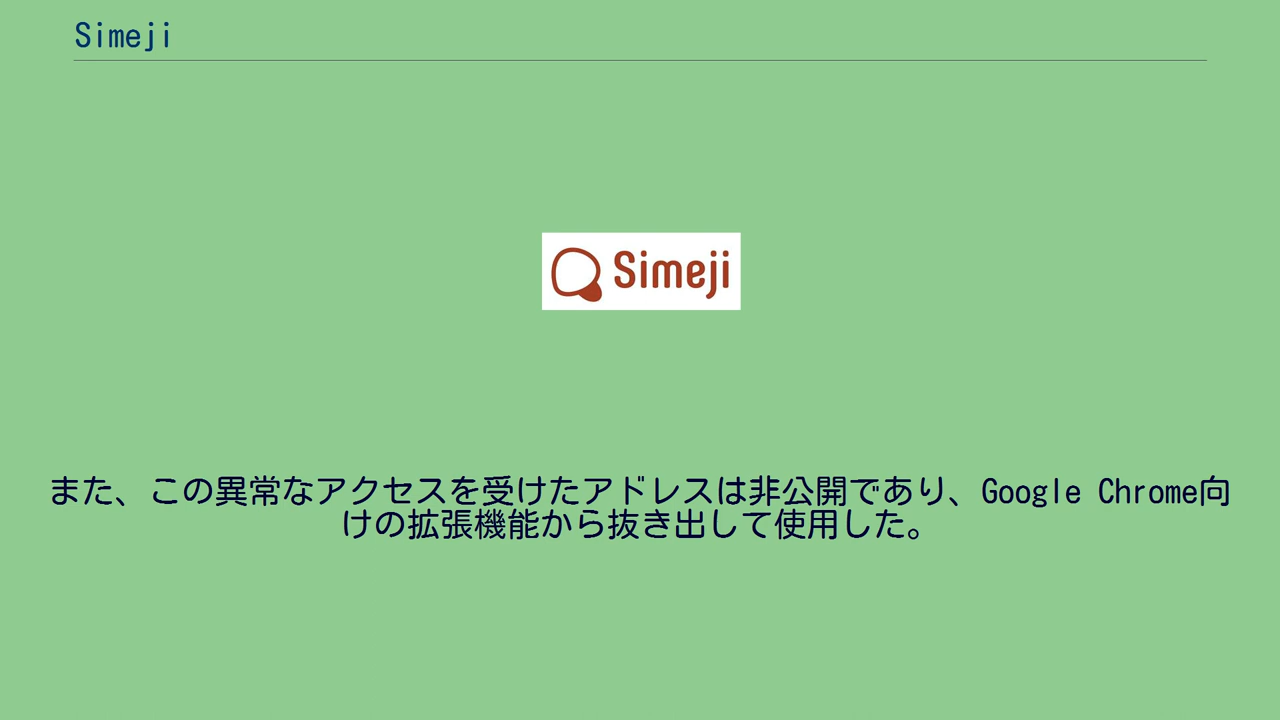 Simeji
Simeji
また、この異常なアクセスを受けたアドレスは非公開であり、Google Chrome向
けの拡張機能から抜き出して使用した。